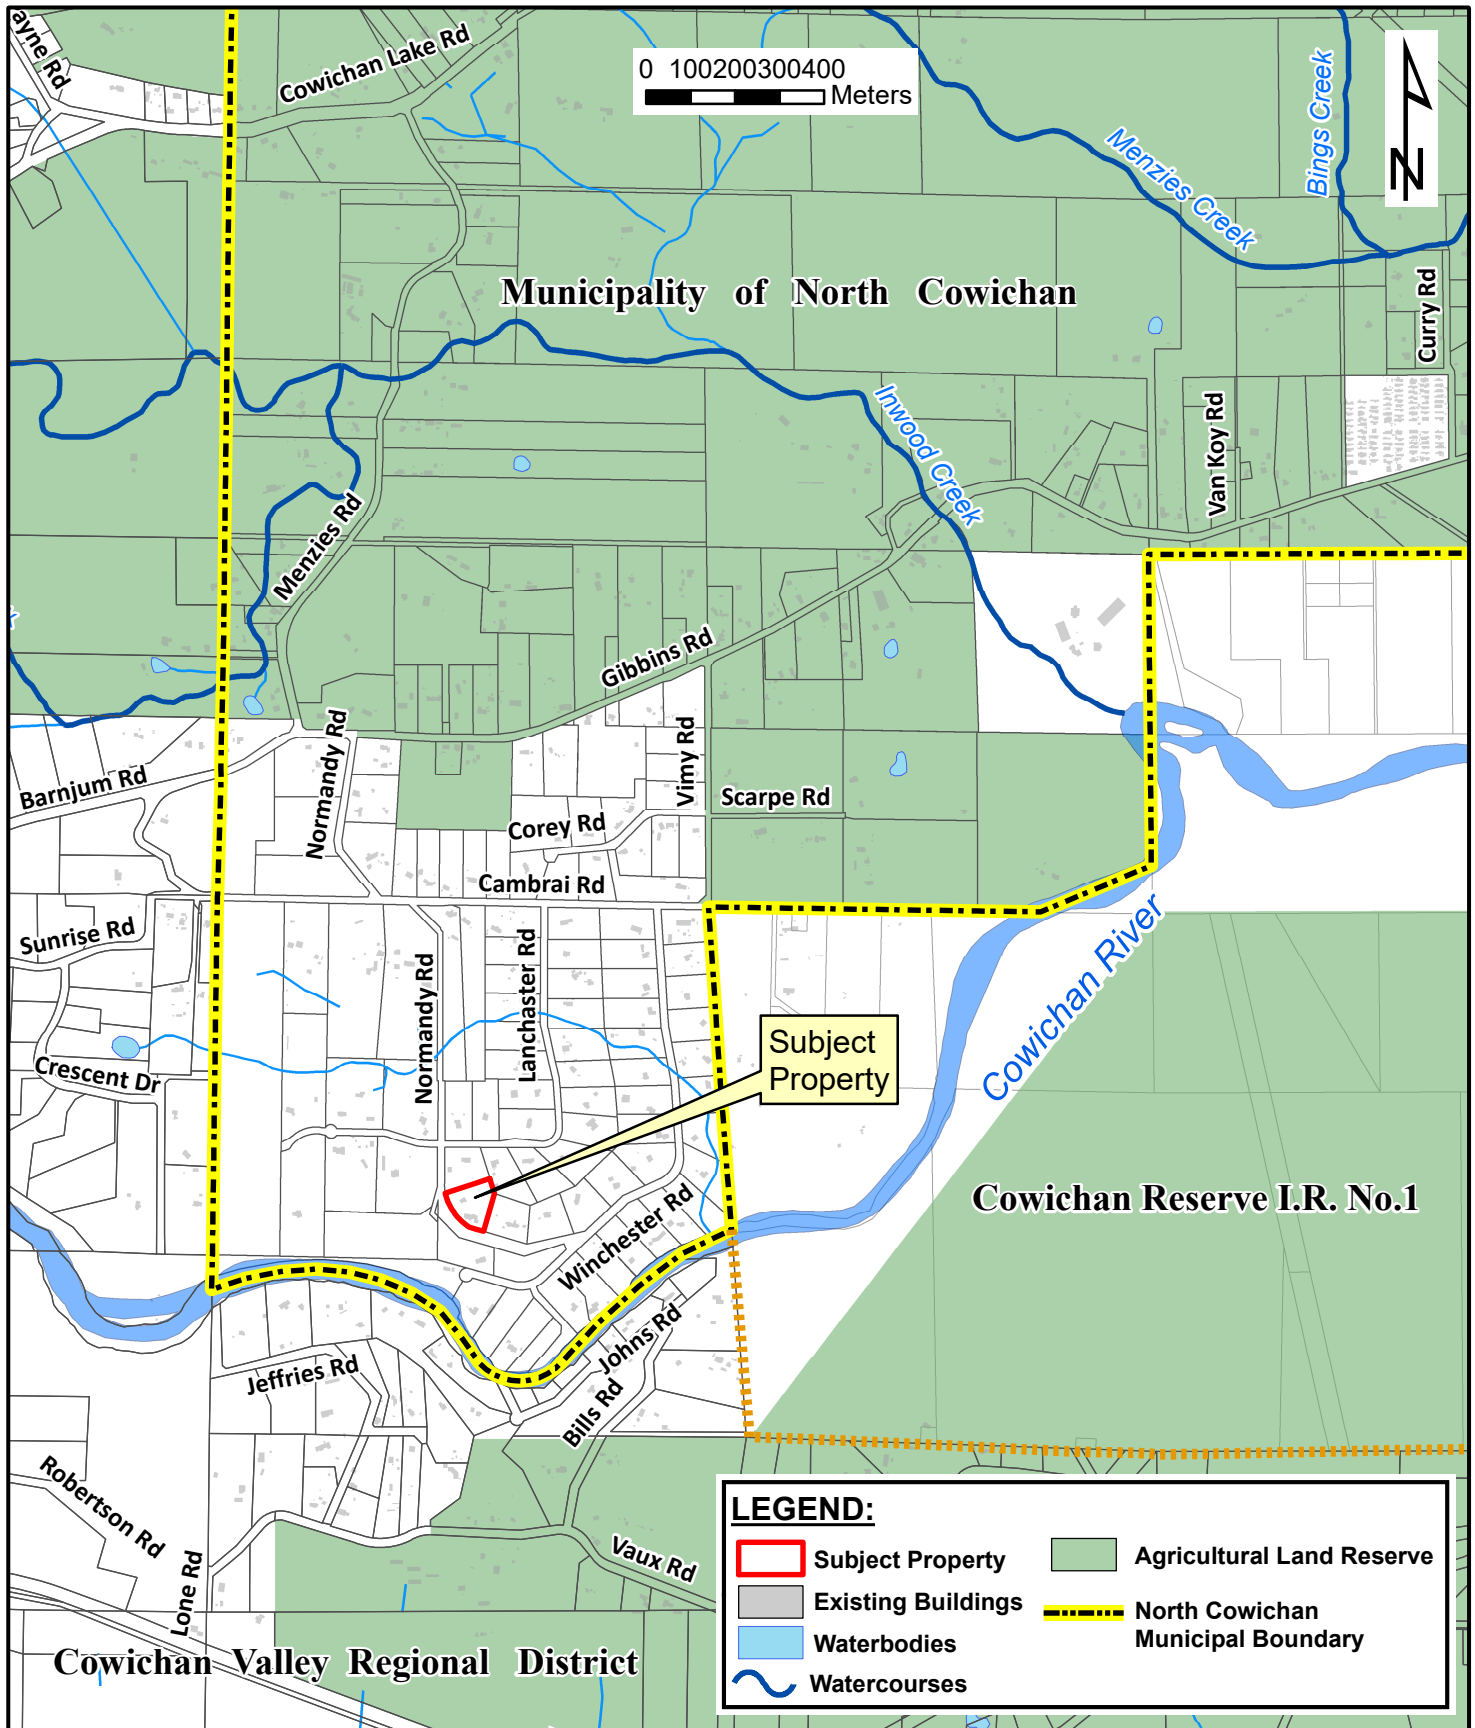 ayne Rd
Cowichan Lake Rd
0 100200300400
Meters
Menzies Creek
Bings Creek
N
Municipality of North Cowichan
Curry Rd
Inwood Creek
Van Koy Rd
Menzies Rd
k
Gibbins Rd
Normandy Rd
Vimy Rd
Barnjum Rd
Scarpe Rd
Corey Rd
Cambrai Rd
Sunrise Rd
Lanchaster Rd
Normandy Rd
Cowichan River
Subject
Property
Crescent Dr
Cowichan Reserve I.R. No.1
Winchester Rd
Johns Rd
Jeffries Rd
Bills Rd
Robertson Rd
Vaux Rd
Lone Rd
Cowichan Valley Regional District
LEGEND:
Subject Property
Existing Buildings
Waterbodies
Watercourses
Agricultural Land Reserve
North Cowichan
Municipal Boundary